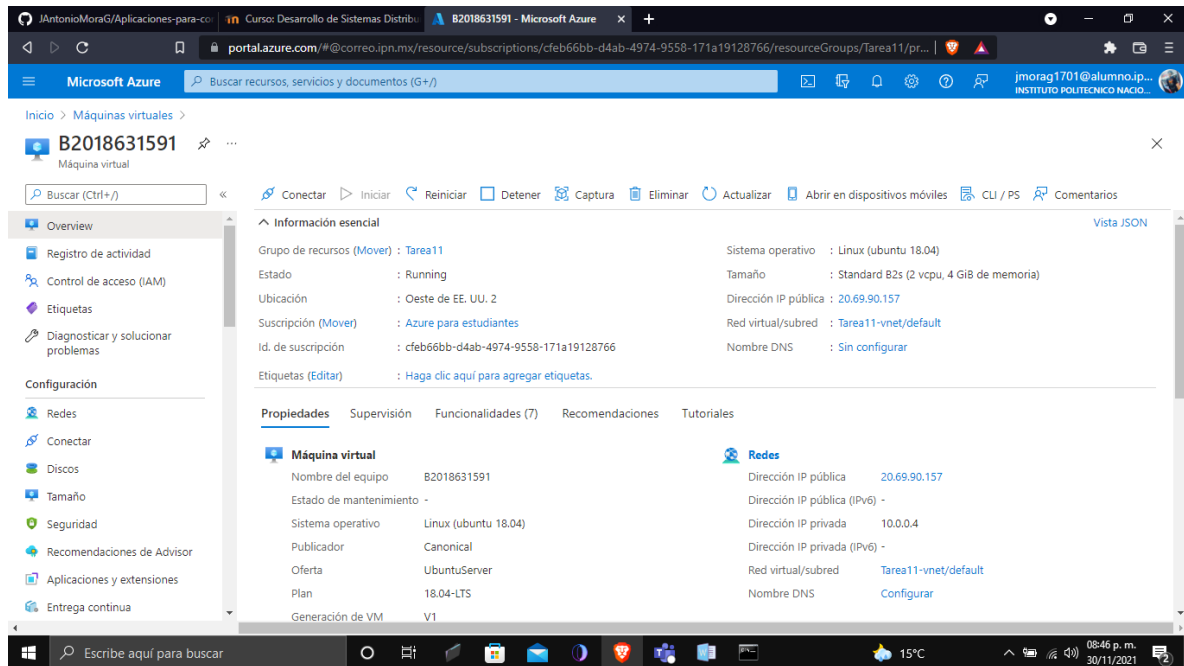 JAntonioMoraG/Aplicaciones-para-co
Curso: Desarrollo de Sistemas Distribu
B2018631591 - Microsoft Azure
portal.azure.com/#@correo.ipn.mx/resource/subscriptions/cfeb66bb-d4ab-4974-9558-171a19128766/resourceGroups/Tarea11/pr...
Microsoft Azure
Buscar recursos, servicios y documentos (G+/)
jmorag1701@alumno.ip...
INSTITUTO POLITECNICO NACIO...
Inicio > Máquinas virtuales >
B2018631591
Máquina virtual
Buscar (Ctrl+/)
Conectar Iniciar Reiniciar Detener Captura Eliminar Actualizar Abrir en dispositivos móviles CLI / PS Comentarios
Overview
Registro de actividad
Control de acceso (IAM)
Etiquetas
Diagnosticar y solucionar
problemas
Configuración
Redes
Conectar
Discos
Tamaño
Seguridad
Recomendaciones de Advisor
Aplicaciones y extensiones
Entrega continua
Información esencial
Vista JSON
Grupo de recursos (Mover) : Tarea11
Estado : Running
Ubicación : Oeste de EE. UU. 2
Suscripción (Mover) : Azure para estudiantes
Id. de suscripción : cfeb66bb-d4ab-4974-9558-171a19128766
Etiquetas (Editar) : Haga clic aquí para agregar etiquetas.
Sistema operativo : Linux (ubuntu 18.04)
Tamaño : Standard B2s (2 vcpu, 4 GiB de memoria)
Dirección IP pública : 20.69.90.157
Red virtual/subred : Tarea11-vnet/default
Nombre DNS : Sin configurar
Propiedades Supervisión Funcionalidades (7) Recomendaciones Tutoriales
Máquina virtual
Nombre del equipo B2018631591
Estado de mantenimiento -
Sistema operativo Linux (ubuntu 18.04)
Publicador Canonical
Oferta UbuntuServer
Plan 18.04-LTS
Generación de VM V1
Redes
Dirección IP pública 20.69.90.157
Dirección IP pública (IPv6) -
Dirección IP privada 10.0.0.4
Dirección IP privada (IPv6) -
Red virtual/subred Tarea11-vnet/default
Nombre DNS Configurar
Escribe aquí para buscar
15°C
08:46 p. m.
30/11/2021
2